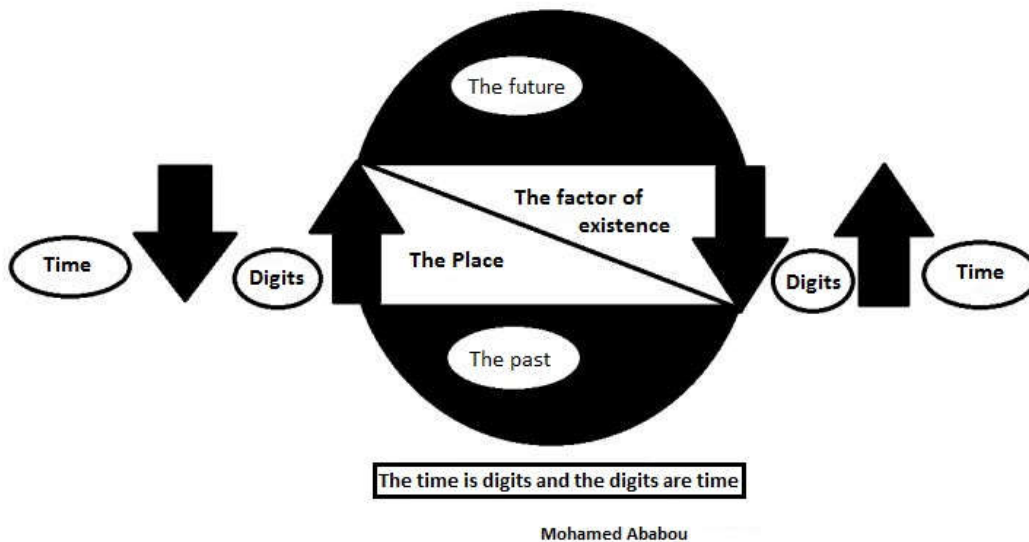 The future
The factor of
existence
The Place
Time
Digits
Digits
Time
The past
The time is digits and the digits are time
Mohamed Ababou